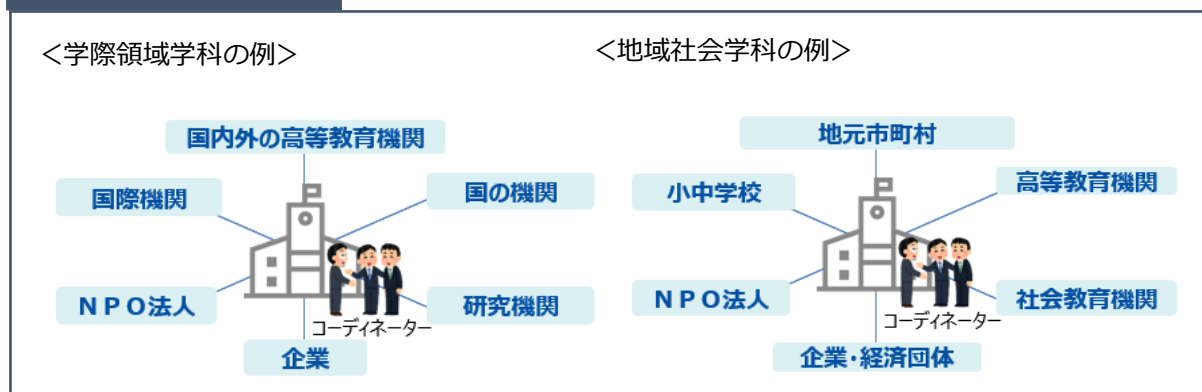 ＜学際領域学科の例＞
国内外の高等教育機関
国際機関
国の機関
ＮＰＯ法人
研究機関
コーディネーター
企業
＜地域社会学科の例＞
地元市町村
小中学校
高等教育機関
ＮＰＯ法人
社会教育機関
コーディネーター
企業・経済団体